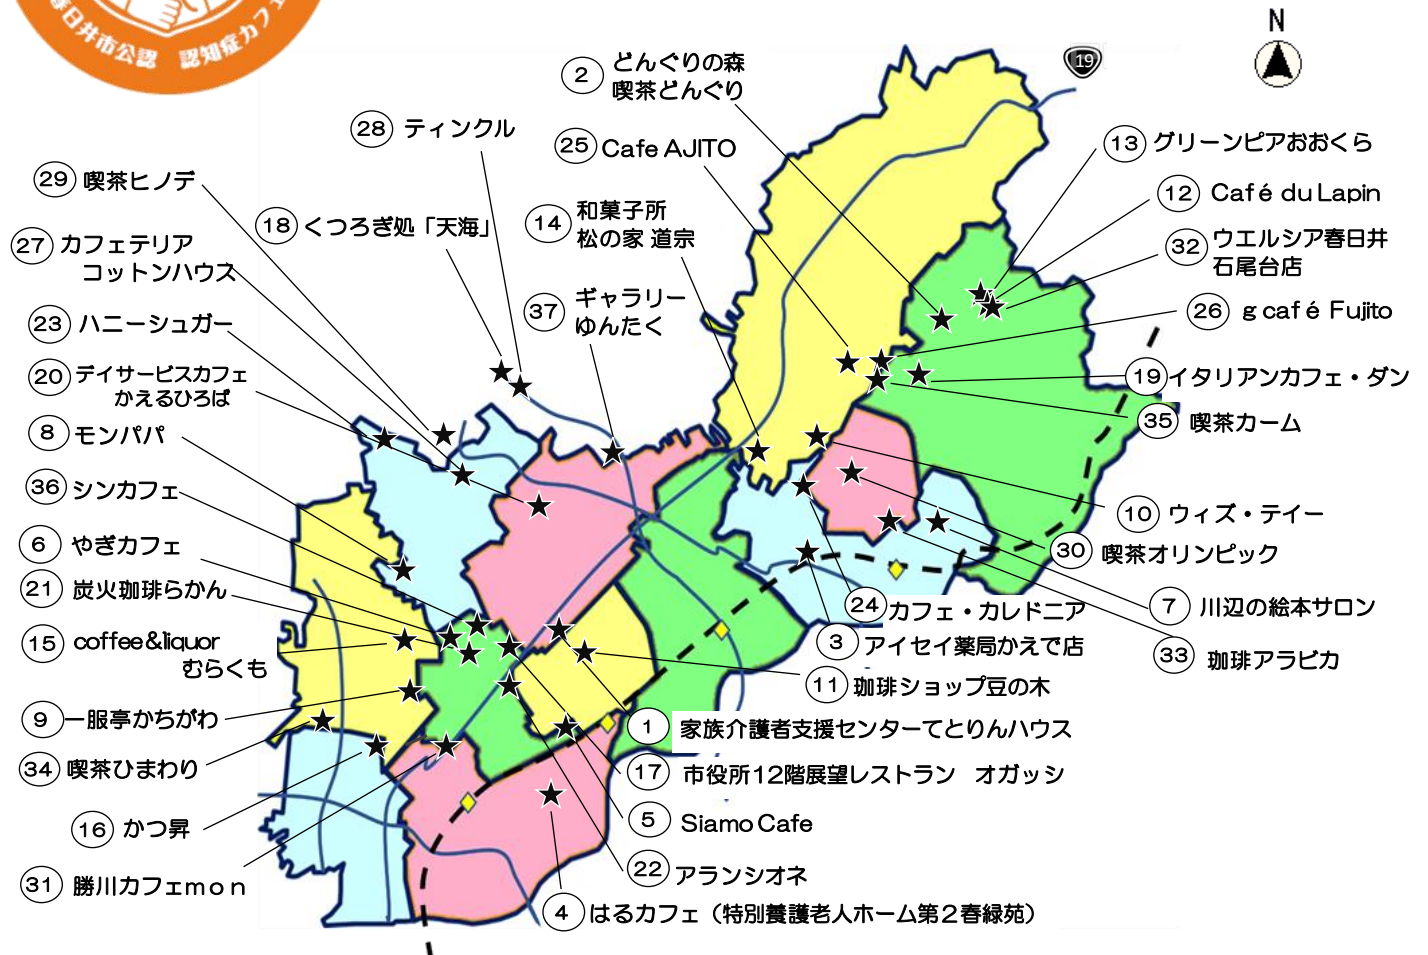 春日井市公認 認知症カフェ
N
19
2 どんぐりの森
喫茶どんぐり
28 ティンクル
25 Cafe AJITO
13 グリーンピアおおくら
29 喫茶ヒノデ
12 Café du Lapin
18 くつろぎ処「天海」
14 和菓子所
松の家 道宗
27 カフェテリア
コットンハウス
32 ウエルシア春日井
石尾台店
37 ギャラリー
ゆんたく
26 g café Fujito
23 ハニーシュガー
20 デイサービスカフェ
かえるひろば
19 イタリアンカフェ・ダン
35 喫茶カーム
8 モンパパ
36 シンカフェ
10 ウィズ・テイー
6 やぎカフェ
30 喫茶オリンピック
21 炭火珈琲らかん
24 カフェ・カレドニア
7 川辺の絵本サロン
15 coffee&liquor
むらくも
3 アイセイ薬局かえで店
33 珈琲アラビカ
11 珈琲ショップ豆の木
9 一服亭かちがわ
1 家族介護者支援センターてとりんハウス
34 喫茶ひまわり
17 市役所12階展望レストラン オガッシ
16 かつ昇
5 Siamo Cafe
31 勝川カフェmon
22 アランシオネ
4 はるカフェ（特別養護老人ホーム第２春緑苑）